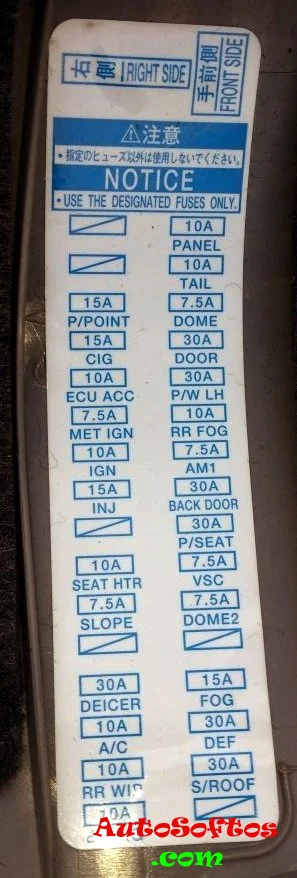 右側 RIGHT SIDE
手前側 FRONT SIDE
⚠注意
・指定のヒューズ以外は使用しないでください。
NOTICE
・USE THE DESIGNATED FUSES ONLY.
10A
PANEL
10A
TAIL
15A 7.5A
P/POINT DOME
15A 30A
CIG DOOR
10A 30A
ECU ACC P/W LH
7.5A 10A
MET IGN RR FOG
10A 7.5A
IGN AM1
15A 30A
INJ BACK DOOR
30A
P/SEAT
10A 7.5A
SEAT HTR VSC
7.5A 7.5A
SLOPE DOME2
30A 15A
DEICER FOG
10A 30A
A/C DEF
10A 30A
RR WIP S/ROOF
10A
AutoSoftos
.com